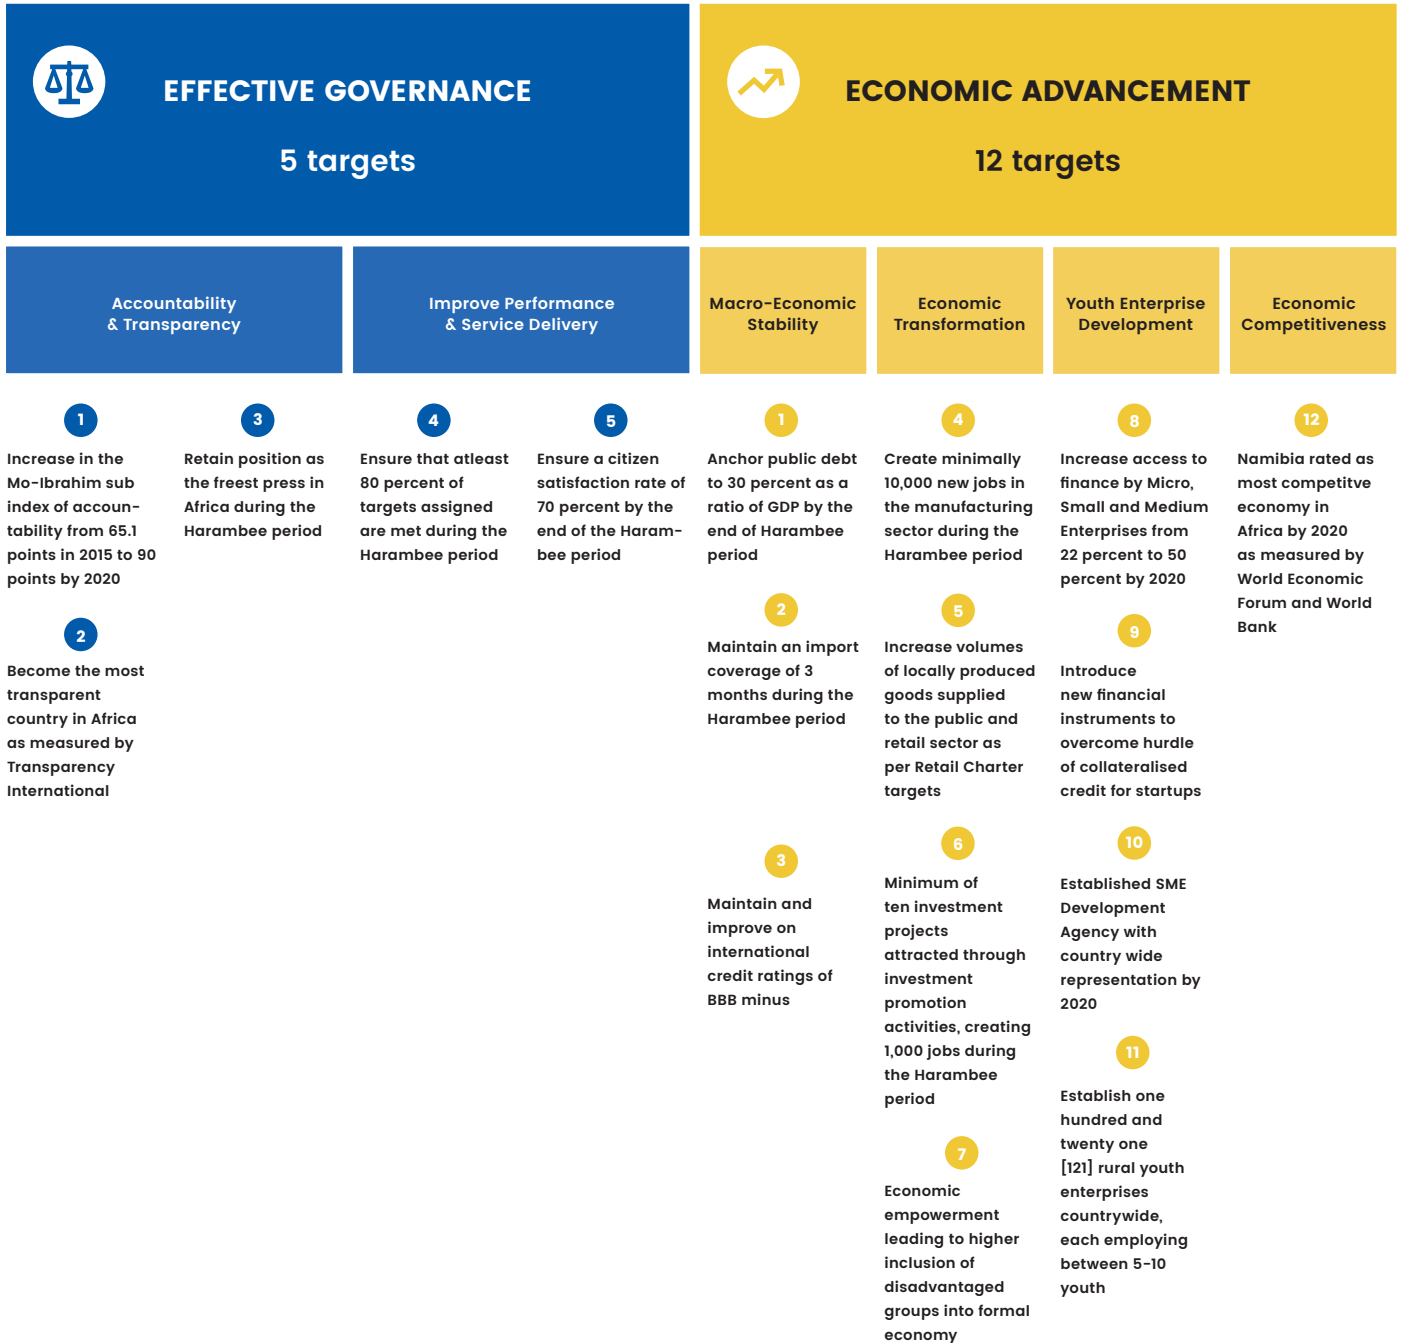 EFFECTIVE GOVERNANCE
5 targets
ECONOMIC ADVANCEMENT
12 targets
Accountability
& Transparency
Improve Performance
& Service Delivery
Macro-Economic
Stability
Economic
Transformation
Youth Enterprise
Development
Economic
Competitiveness
1
Increase in the
Mo-Ibrahim sub
index of accoun-
tability from 65.1
points in 2015 to 90
points by 2020
2
Become the most
transparent
country in Africa
as measured by
Transparency
International
3
Retain position as
the freest press in
Africa during the
Harambee period
4
Ensure that atleast
80 percent of
targets assigned
are met during the
Harambee period
5
Ensure a citizen
satisfaction rate of
70 percent by the
end of the Haram-
bee period
1
Anchor public debt
to 30 percent as a
ratio of GDP by the
end of Harambee
period
2
Maintain an import
coverage of 3
months during the
Harambee period
3
Maintain and
improve on
international
credit ratings of
BBB minus
4
Create minimally
10,000 new jobs in
the manufacturing
sector during the
Harambee period
5
Increase volumes
of locally produced
goods supplied
to the public and
retail sector as
per Retail Charter
targets
6
Minimum of
ten investment
projects
attracted through
investment
promotion
activities, creating
1,000 jobs during
the Harambee
period
7
Economic
empowerment
leading to higher
inclusion of
disadvantaged
groups into formal
economy
8
Increase access to
finance by Micro,
Small and Medium
Enterprises from
22 percent to 50
percent by 2020
9
Introduce
new financial
instruments to
overcome hurdle
of collateralised
credit for startups
10
Established SME
Development
Agency with
country wide
representation by
2020
11
Establish one
hundred and
twenty one
[121] rural youth
enterprises
countrywide,
each employing
between 5-10
youth
12
Namibia rated as
most competitve
economy in
Africa by 2020
as measured by
World Economic
Forum and World
Bank